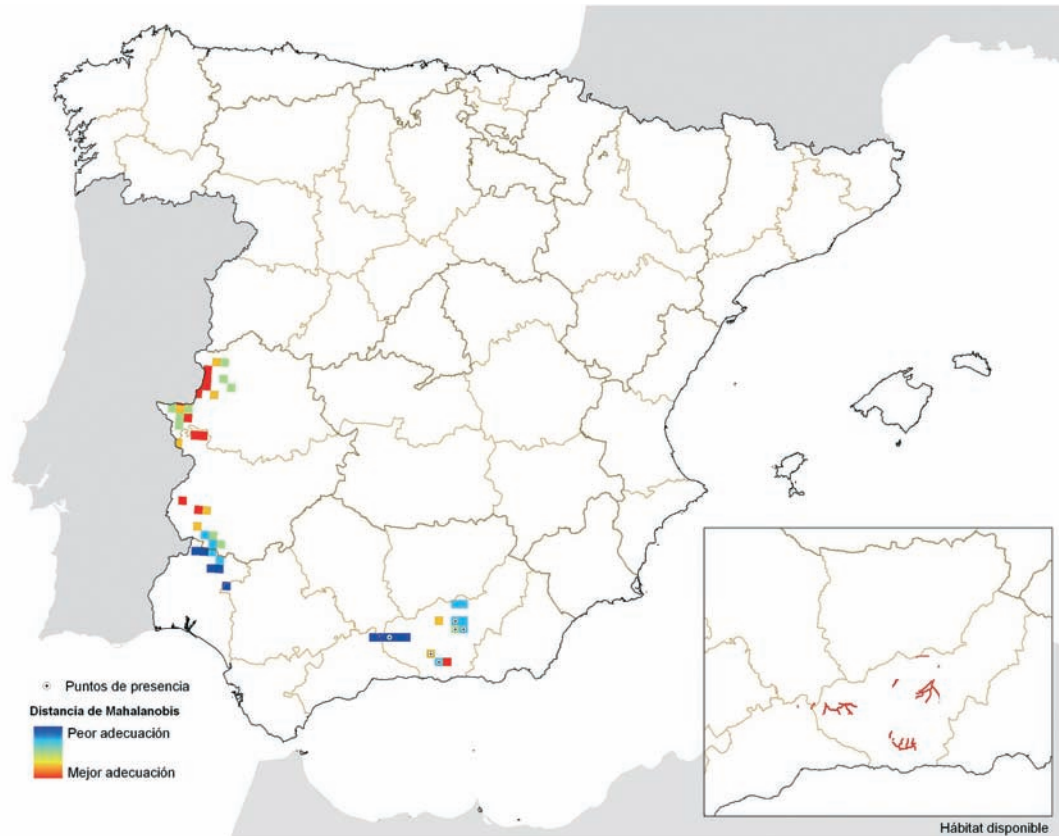 Puntos de presencia
Distancia de Mahalanobis
Peor adecuación
Mejor adecuación
Hábitat disponible